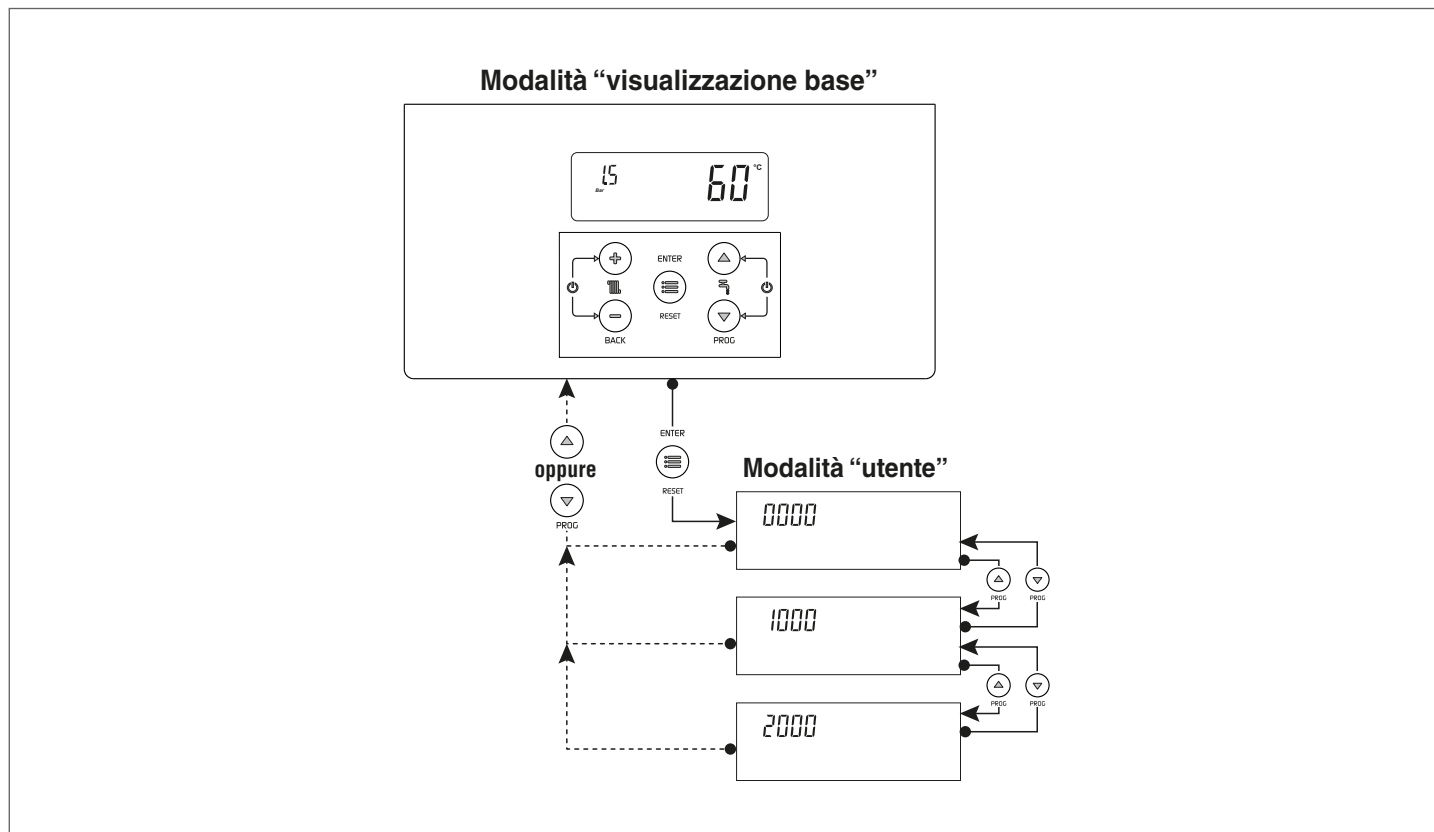 Modalità “visualizzazione base”
1.5
Bar
60 °C
ENTER
RESET
BACK
PROG
ENTER
oppure
RESET
PROG
Modalità “utente”
0000
PROG
PROG
1000
PROG
PROG
2000